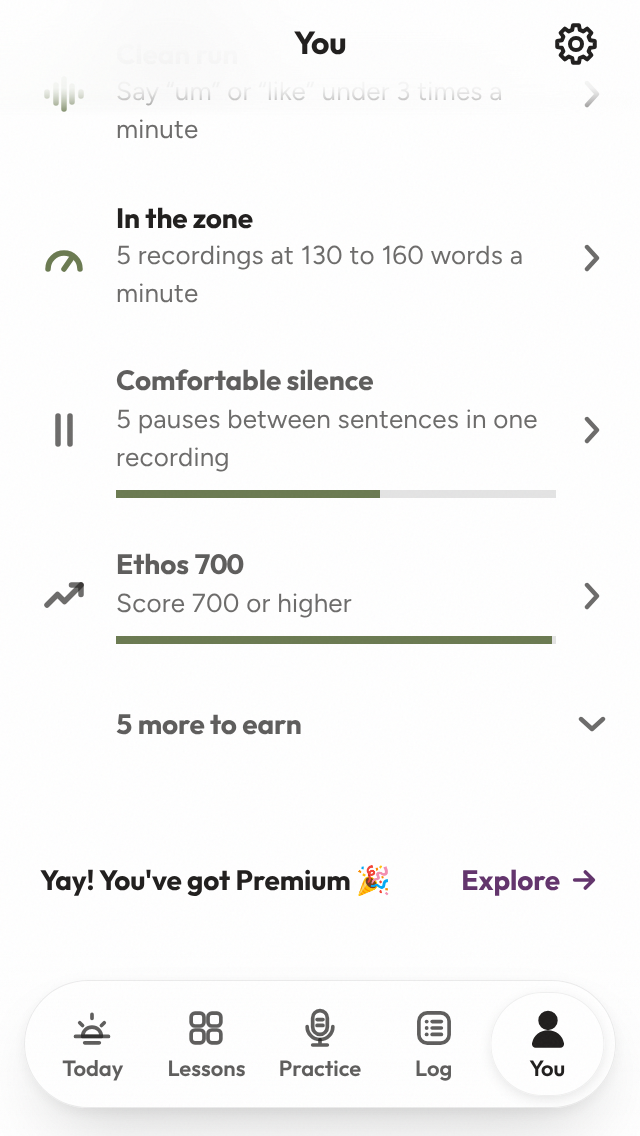 You
Clean run
Say “um” or “like” under 3 times a
minute
In the zone
5 recordings at 130 to 160 words a
minute
Comfortable silence
5 pauses between sentences in one
recording
Ethos 700
Score 700 or higher
5 more to earn
Yay! You've got Premium 🎉
Explore →
Today
Lessons
Practice
Log
You